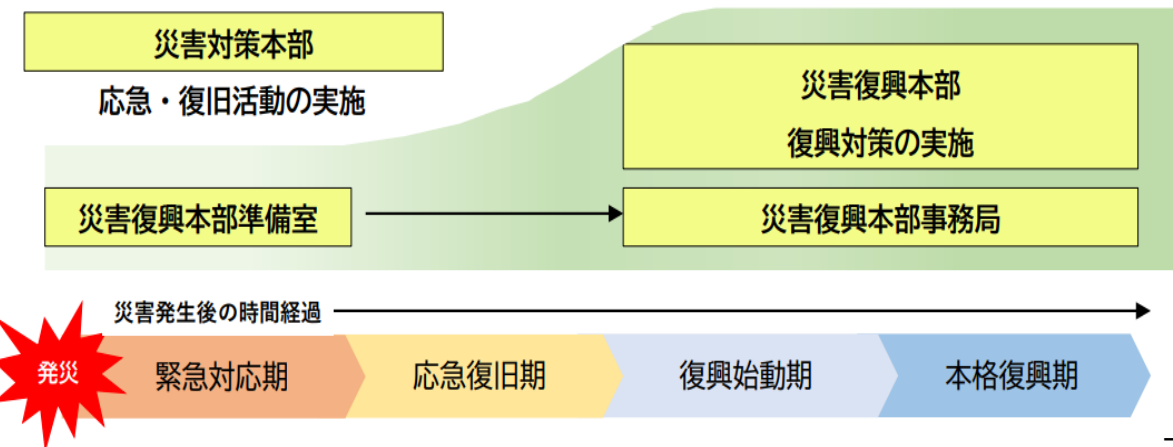 災害対策本部
応急・復旧活動の実施
災害復興本部
復興対策の実施
災害復興本部準備室
災害復興本部事務局
災害発生後の時間経過
発災
緊急対応期
応急復旧期
復興始動期
本格復興期